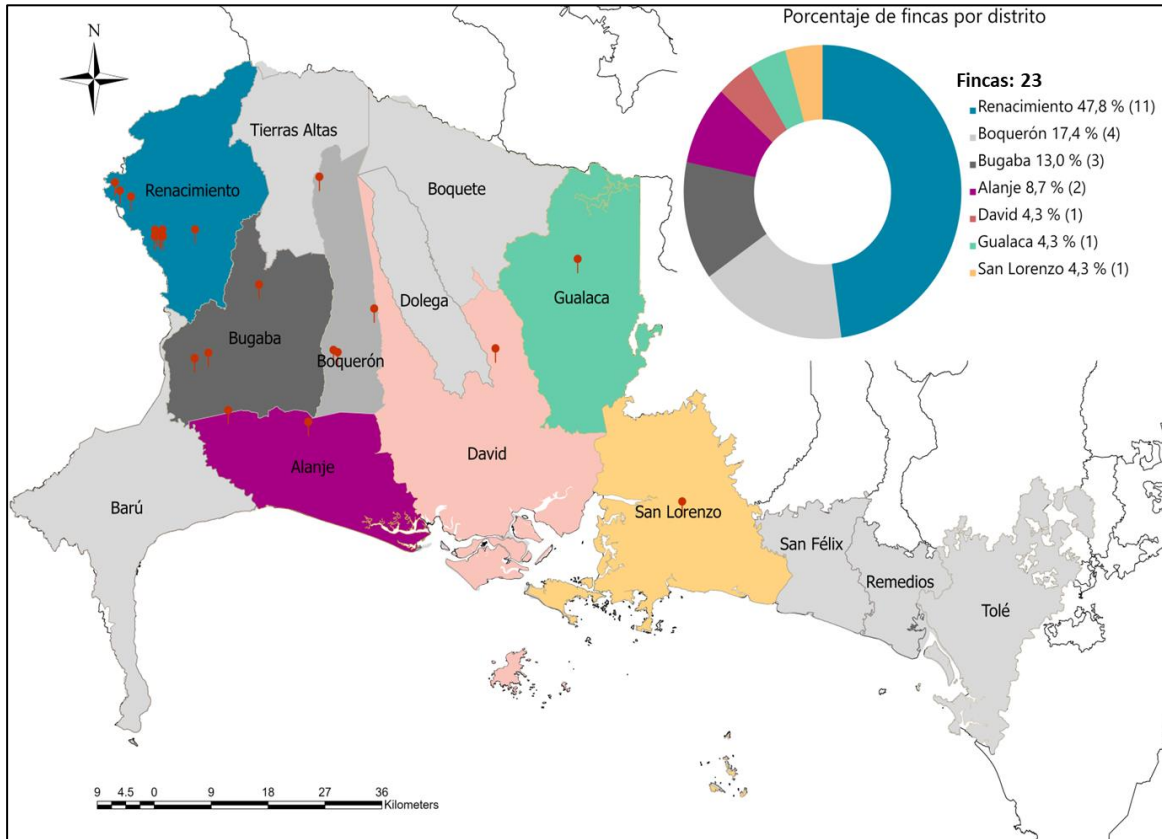 Porcentaje de fincas por distrito
N
Fincas: 23
Renacimiento 47,8 % (11)
Boquerón 17,4 % (4)
Bugaba 13,0 % (3)
Alanje 8,7 % (2)
David 4,3 % (1)
Gualaca 4,3 % (1)
San Lorenzo 4,3 % (1)
Tierras Altas
Renacimiento
Boquete
Dolega
Gualaca
Bugaba
Boquerón
David
Alanje
Barú
San Lorenzo
San Félix
Remedios
Tolé
9 4.5 0 9 18 27 36
Kilometers